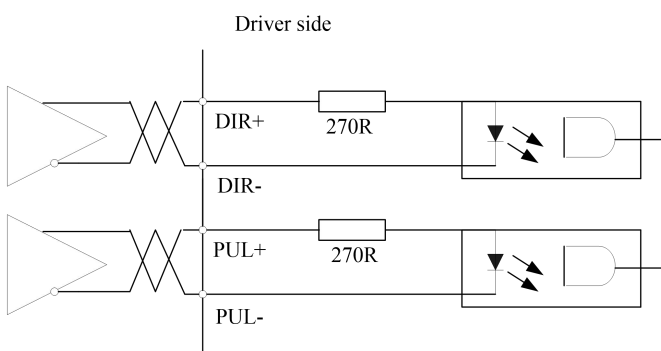 Driver side
DIR+
270R
DIR-
PUL+
270R
PUL-